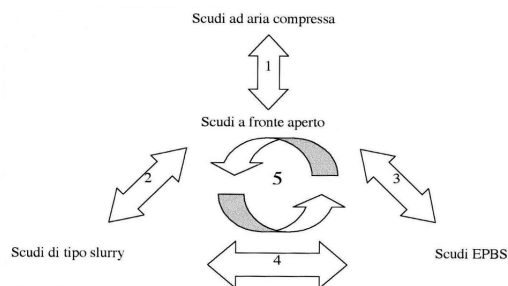 Scudi ad aria compressa
1
Scudi a fronte aperto
2
5
3
Scudi di tipo slurry
4
Scudi EPBS